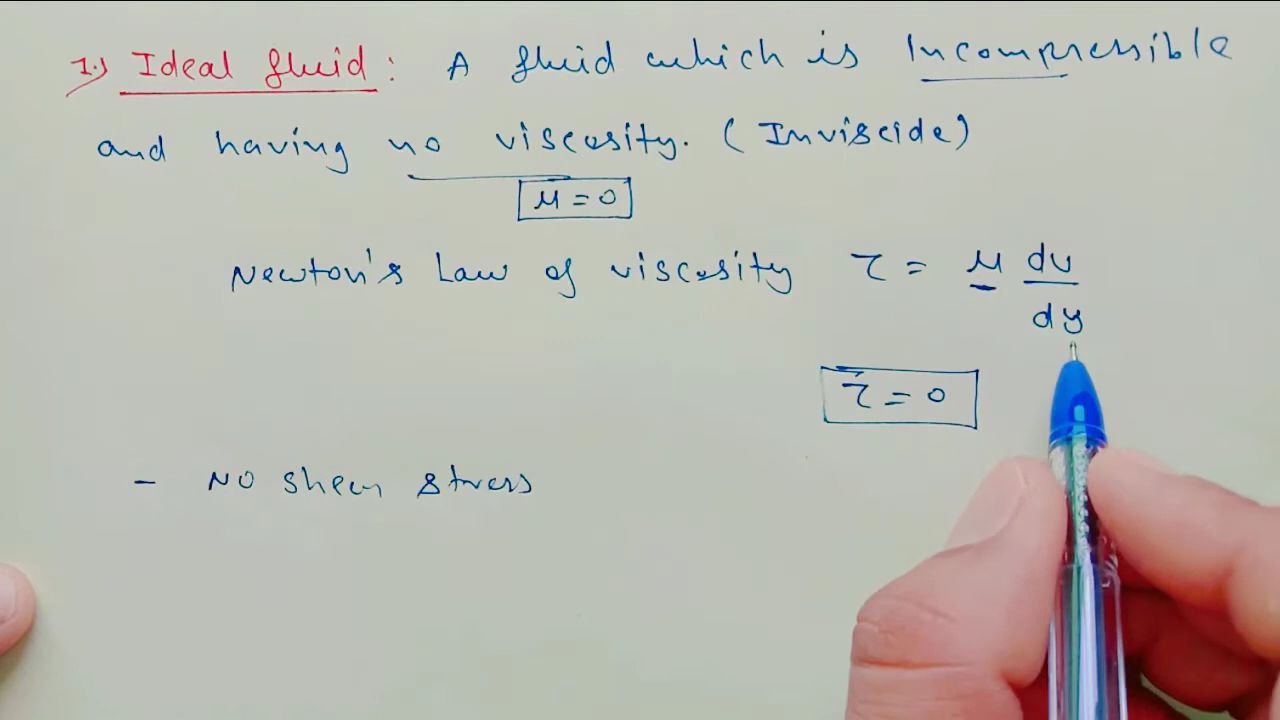 1.) Ideal fluid : A fluid which is Incompressible
and having no viscosity. (Inviscide)
μ = 0
Newton's Law of viscosity τ = μ du/dy
τ = 0
- No shear stress